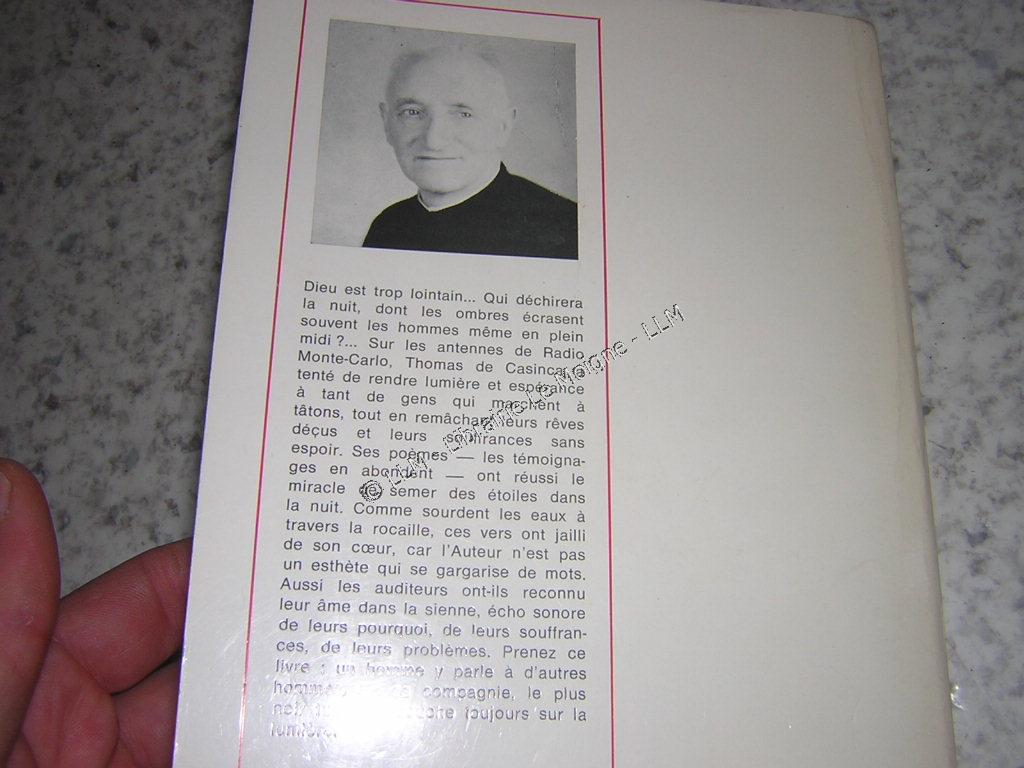 Dieu est trop lointain... Qui déchirera
la nuit, dont les ombres écrasent
souvent les hommes même en plein
midi ?... Sur les antennes de Radio
Monte-Carlo, Thomas de Casincara
tenté de rendre lumière et espérance
à tant de gens qui marchent à
tâtons, tout en remâchant leurs rêves
déçus et leurs souffrances sans
espoir. Ses poèmes — les témoigna-
ges en abondent — ont réussi le
miracle de semer des étoiles dans
la nuit. Comme sourdent les eaux à
travers la rocaille, ces vers ont jailli
de son cœur, car l'Auteur n'est pas
un esthète qui se gargarise de mots.
Aussi les auditeurs ont-ils reconnu
leur âme dans la sienne, écho sonore
de leurs pourquoi, de leurs souffran-
ces, de leurs problèmes. Prenez ce
livre : un homme y parle à d'autres
compagnie, le plus
toujours sur la
lumière.
© LLM - Librairie Le Moigne - LLM